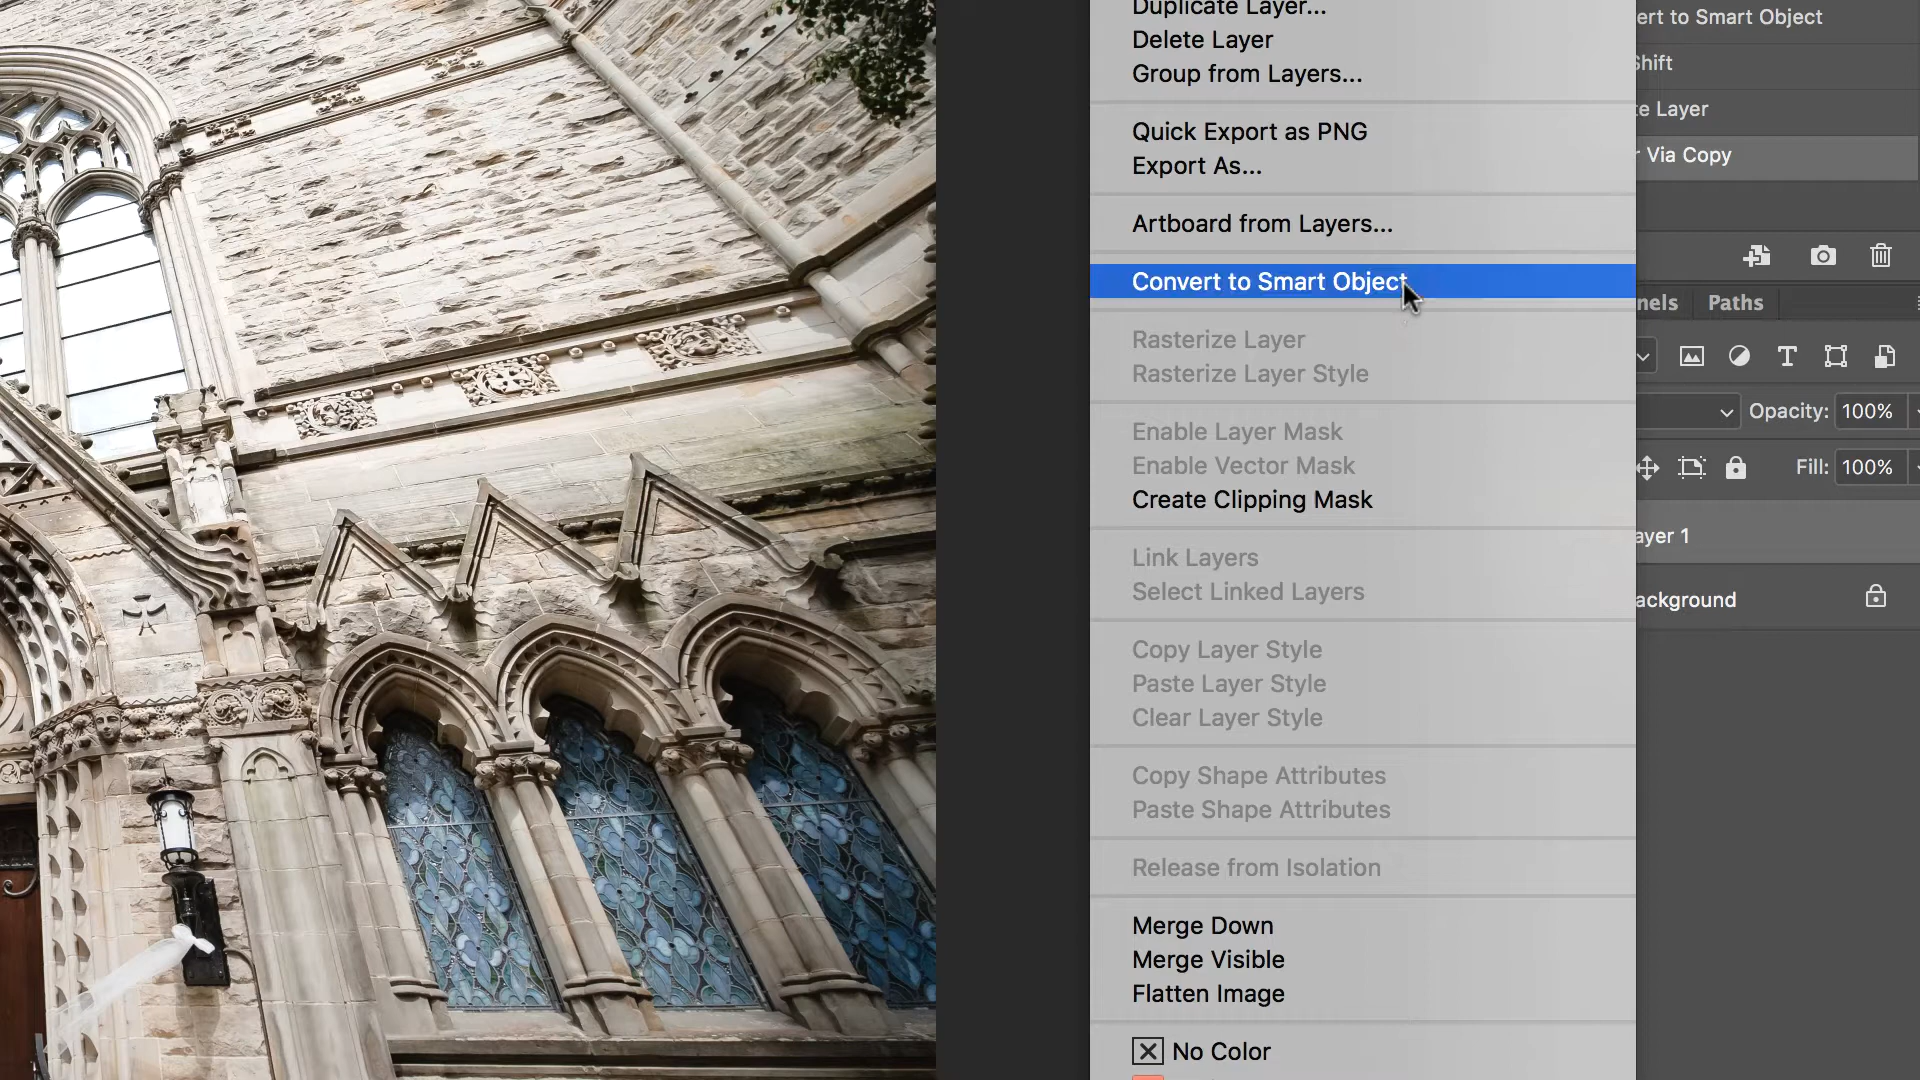 Duplicate Layer...
Delete Layer
Group from Layers...
Quick Export as PNG
Export As...
Artboard from Layers...
Convert to Smart Object
Rasterize Layer
Rasterize Layer Style
Enable Layer Mask
Enable Vector Mask
Create Clipping Mask
Link Layers
Select Linked Layers
Copy Layer Style
Paste Layer Style
Clear Layer Style
Copy Shape Attributes
Paste Shape Attributes
Release from Isolation
Merge Down
Merge Visible
Flatten Image
No Color
ert to Smart Object
Shift
te Layer
r Via Copy
nels Paths
Opacity: 100%
Fill: 100%
ayer 1
ackground